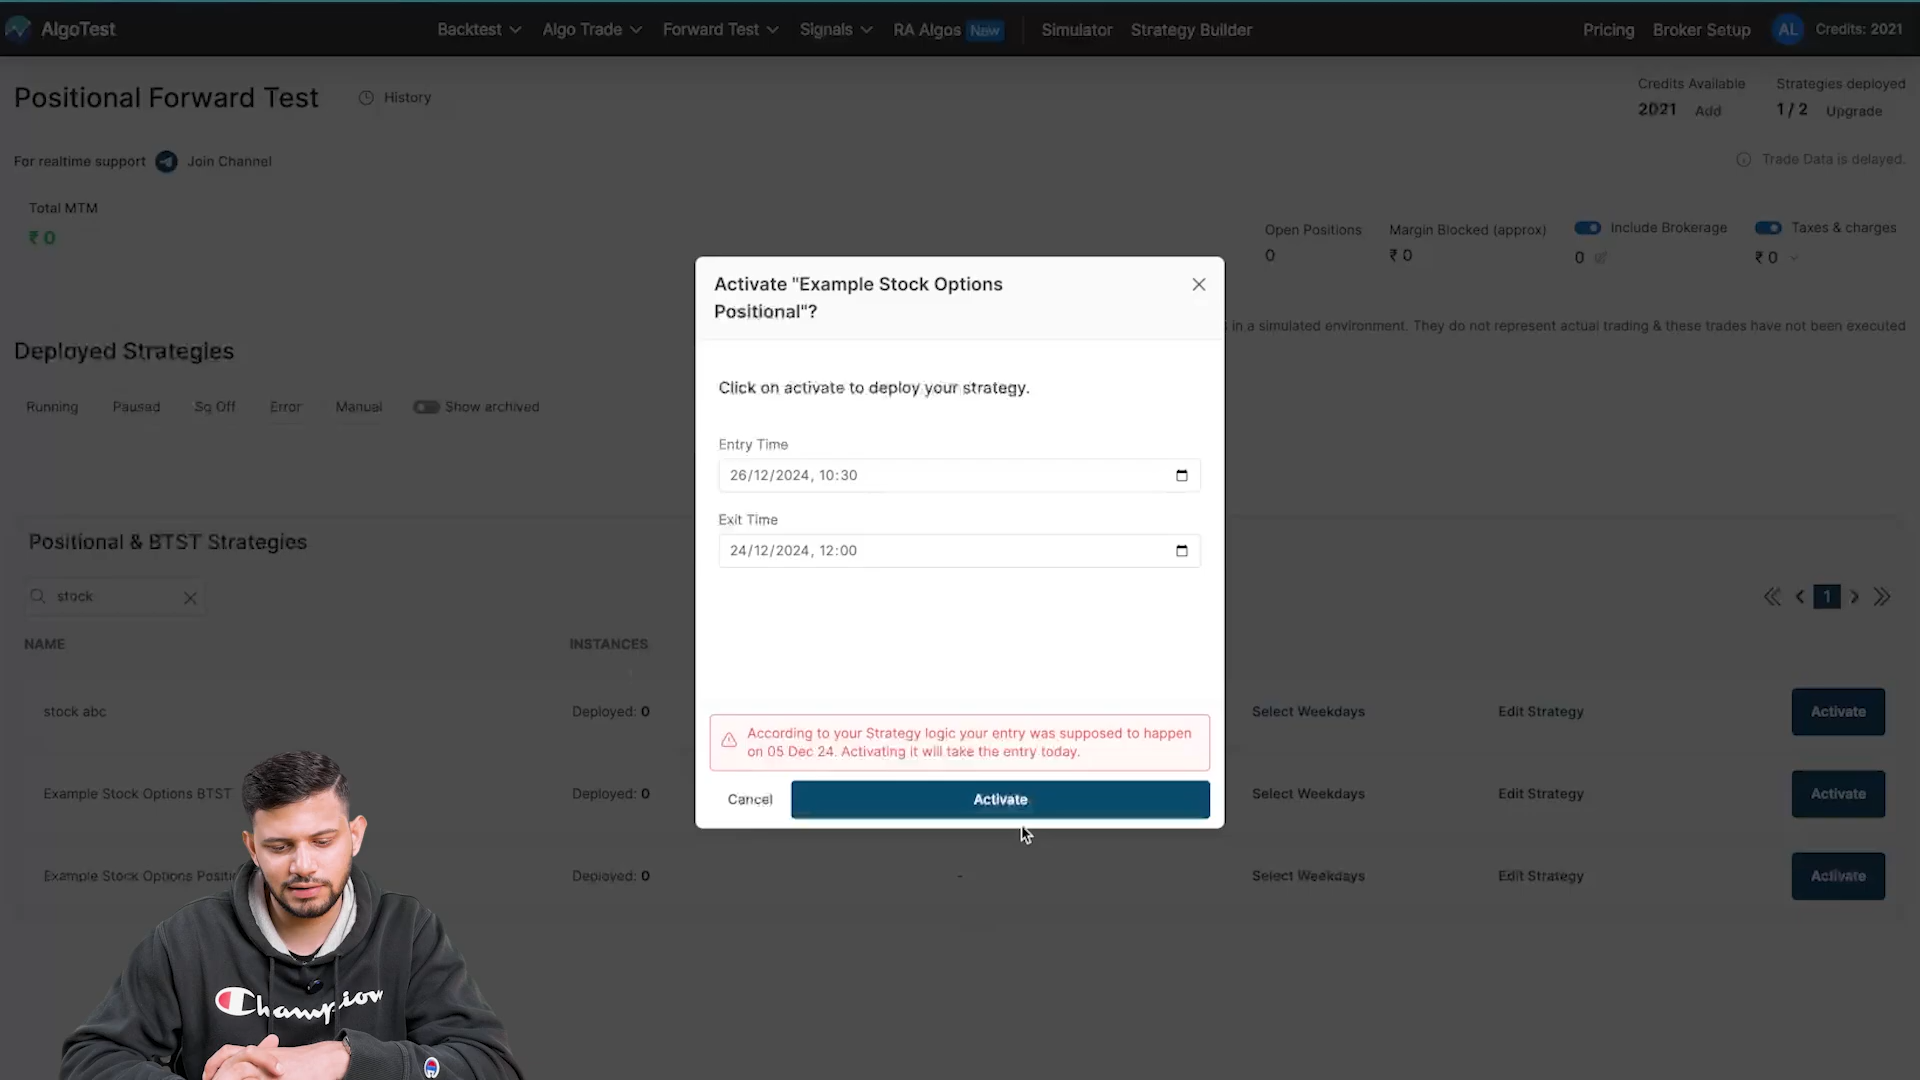 AlgoTest
Backtest
Algo Trade
Forward Test
Signals
RA Algos New
Simulator
Strategy Builder
Pricing
Broker Setup
AL
Credits: 2021
Positional Forward Test
History
Credits Available
2021 Add
Strategies deployed
1 / 2 Upgrade
For realtime support
Join Channel
Trade Data is delayed.
Total MTM
₹ 0
Open Positions
0
Margin Blocked (approx)
₹ 0
Include Brokerage
0
Taxes & charges
₹ 0
in a simulated environment. They do not represent actual trading & these trades have not been executed
Deployed Strategies
Running
Paused
Sq Off
Error
Manual
Show archived
Activate "Example Stock Options
Positional"?
Click on activate to deploy your strategy.
Entry Time
26/12/2024, 10:30
Exit Time
24/12/2024, 12:00
According to your Strategy logic your entry was supposed to happen
on 05 Dec 24. Activating it will take the entry today.
Cancel
Activate
Positional & BTST Strategies
stock
1
NAME
INSTANCES
stock abc
Deployed: 0
Select Weekdays
Edit Strategy
Activate
Example Stock Options BTST
Deployed: 0
Select Weekdays
Edit Strategy
Activate
Example Stock Options Positi
Deployed: 0
-
Select Weekdays
Edit Strategy
Activate
Champion